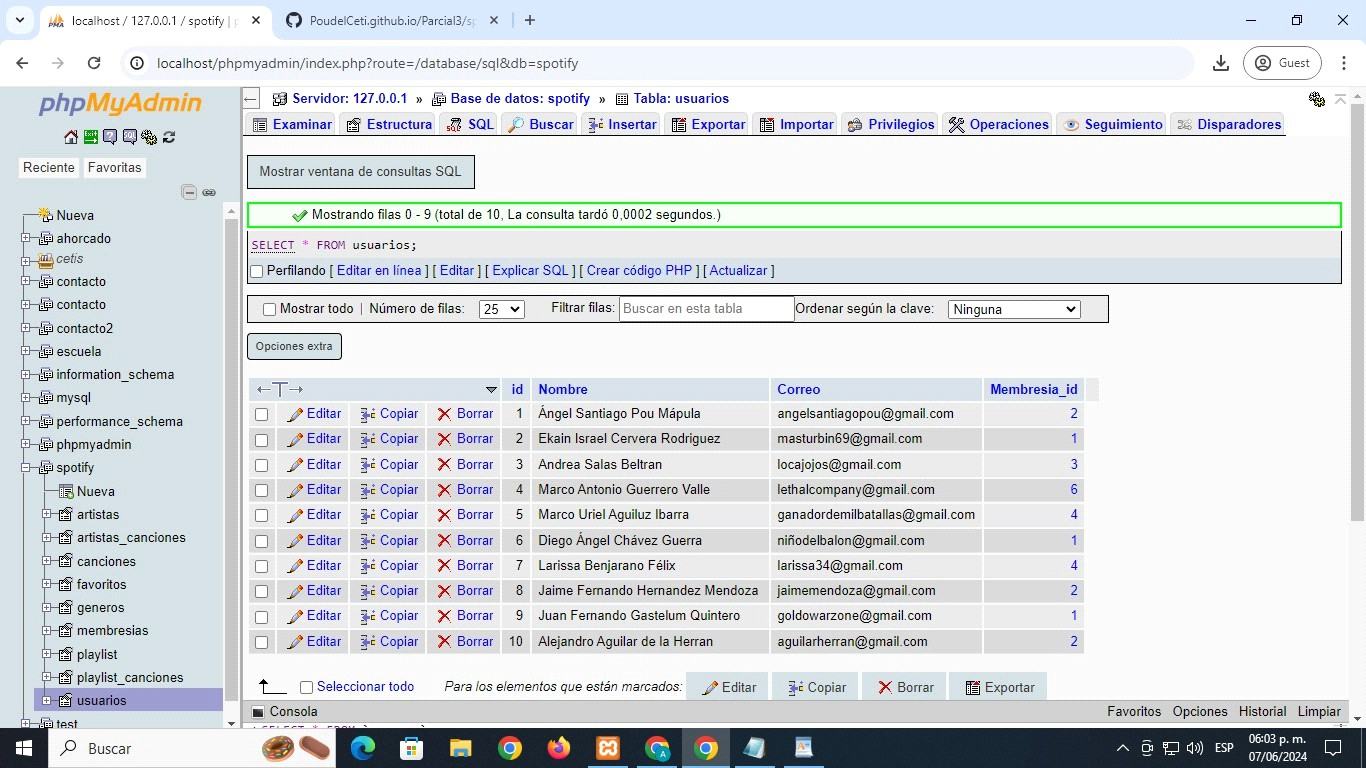 localhost / 127.0.0.1 / spotify |
PoudelCeti.github.io/Parcial3/sp
localhost/phpmyadmin/index.php?route=/database/sql&db=spotify
Guest
phpMyAdmin
Reciente Favoritas
Nueva
ahorcado
cetis
contacto
contacto
contacto2
escuela
information_schema
mysql
performance_schema
phpmyadmin
spotify
Nueva
artistas
artistas_canciones
canciones
favoritos
generos
membresias
playlist
playlist_canciones
usuarios
test
Servidor: 127.0.0.1 » Base de datos: spotify » Tabla: usuarios
Examinar Estructura SQL Buscar Insertar Exportar Importar Privilegios Operaciones Seguimiento Disparadores
Mostrar ventana de consultas SQL
Mostrando filas 0 - 9 (total de 10, La consulta tardó 0,0002 segundos.)
SELECT * FROM usuarios;
Perfilando [ Editar en línea ] [ Editar ] [ Explicar SQL ] [ Crear código PHP ] [ Actualizar ]
Mostrar todo | Número de filas: 25 Filtrar filas: Buscar en esta tabla Ordenar según la clave: Ninguna
Opciones extra
id Nombre Correo Membresia_id
Editar Copiar Borrar 1 Ángel Santiago Pou Mápula angelsantiagopou@gmail.com 2
Editar Copiar Borrar 2 Ekain Israel Cervera Rodriguez masturbin69@gmail.com 1
Editar Copiar Borrar 3 Andrea Salas Beltran locajojos@gmail.com 3
Editar Copiar Borrar 4 Marco Antonio Guerrero Valle lethalcompany@gmail.com 6
Editar Copiar Borrar 5 Marco Uriel Aguiluz Ibarra ganadordemilbatallas@gmail.com 4
Editar Copiar Borrar 6 Diego Ángel Chávez Guerra niñodelbalon@gmail.com 1
Editar Copiar Borrar 7 Larissa Benjarano Félix larissa34@gmail.com 4
Editar Copiar Borrar 8 Jaime Fernando Hernandez Mendoza jaimemendoza@gmail.com 2
Editar Copiar Borrar 9 Juan Fernando Gastelum Quintero goldowarzone@gmail.com 1
Editar Copiar Borrar 10 Alejandro Aguilar de la Herran aguilarherran@gmail.com 2
Seleccionar todo Para los elementos que están marcados: Editar Copiar Borrar Exportar
Consola Favoritos Opciones Historial Limpiar
Buscar
ESP
06:03 p. m.
07/06/2024